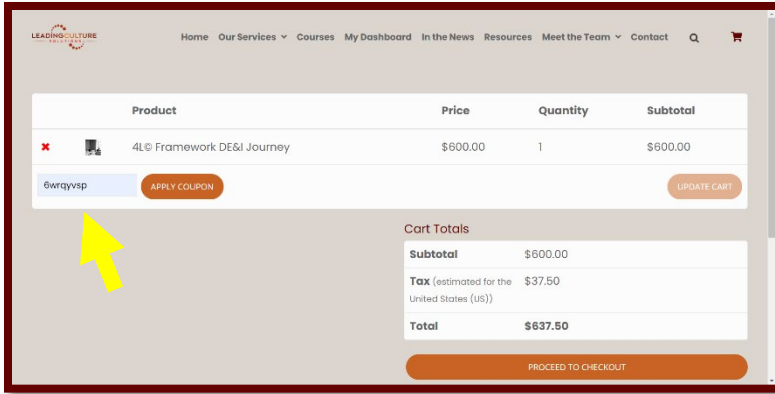 LEADINGCULTURE
SOLUTIONS
Home Our Services Courses My Dashboard In the News Resources Meet the Team Contact
Product Price Quantity Subtotal
4L© Framework DE&I Journey $600.00 1 $600.00
6wrqyvsp APPLY COUPON UPDATE CART
Cart Totals
Subtotal $600.00
Tax (estimated for the $37.50
United States (US))
Total $637.50
PROCEED TO CHECKOUT